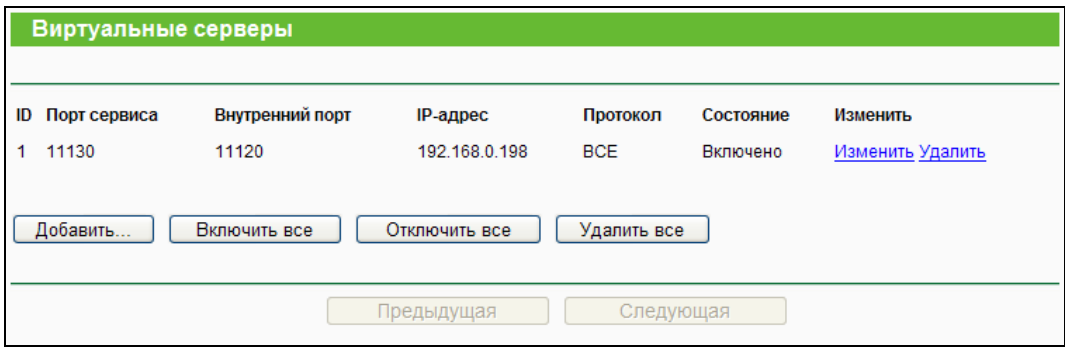 Виртуальные серверы
ID Порт сервиса Внутренний порт IP-адрес Протокол Состояние Изменить
1 11130 11120 192.168.0.198 ВСЕ Включено Изменить Удалить
Добавить... Включить все Отключить все Удалить все
Предыдущая Следующая